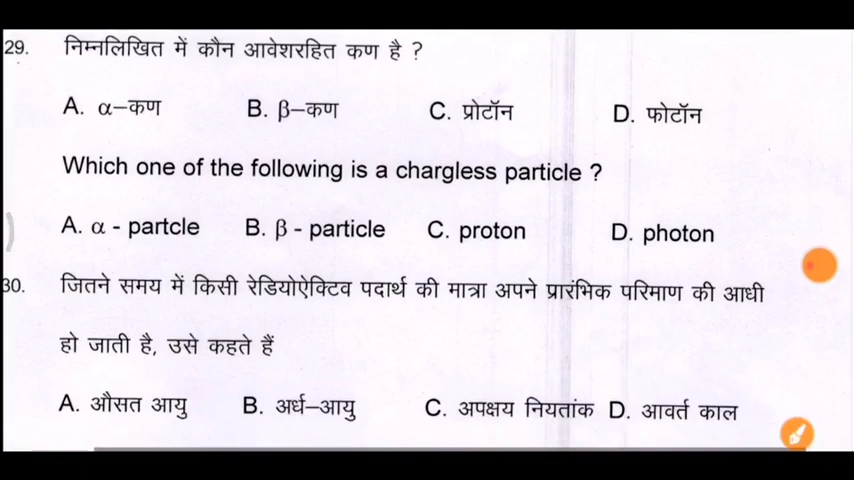 29. निम्नलिखित में कौन आवेशरहित कण है ?
A. α–कण B. β–कण C. प्रोटॉन D. फोटॉन
Which one of the following is a chargless particle ?
A. α - partcle B. β - particle C. proton D. photon
30. जितने समय में किसी रेडियोऐक्टिव पदार्थ की मात्रा अपने प्रारंभिक परिमाण की आधी
हो जाती है, उसे कहते हैं
A. औसत आयु B. अर्ध–आयु C. अपक्षय नियतांक D. आवर्त काल